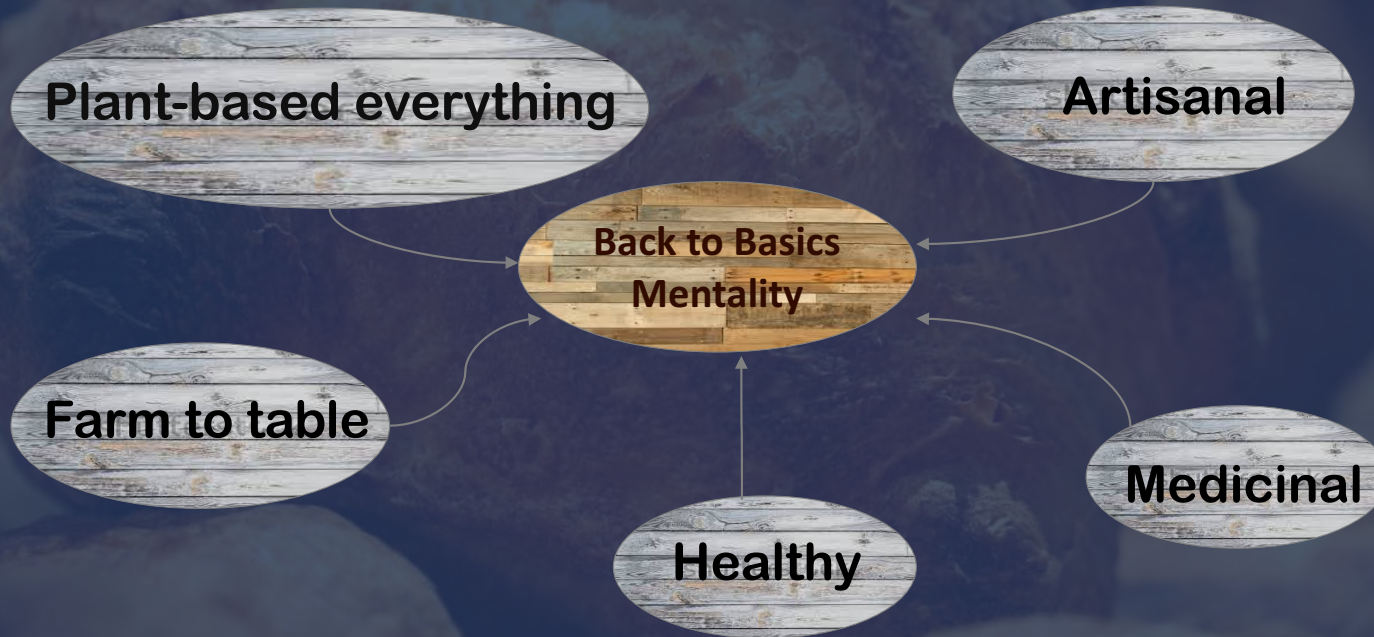 Plant-based everything
Artisanal
Back to Basics
Mentality
Farm to table
Medicinal
Healthy